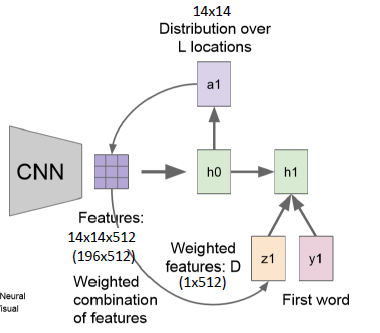 14x14
Distribution over
L locations
a1
CNN
h0
h1
Features:
14x14x512
(196x512)
Weighted
combination
of features
Weighted
features: D
(1x512)
z1
y1
First word
Neural
isual